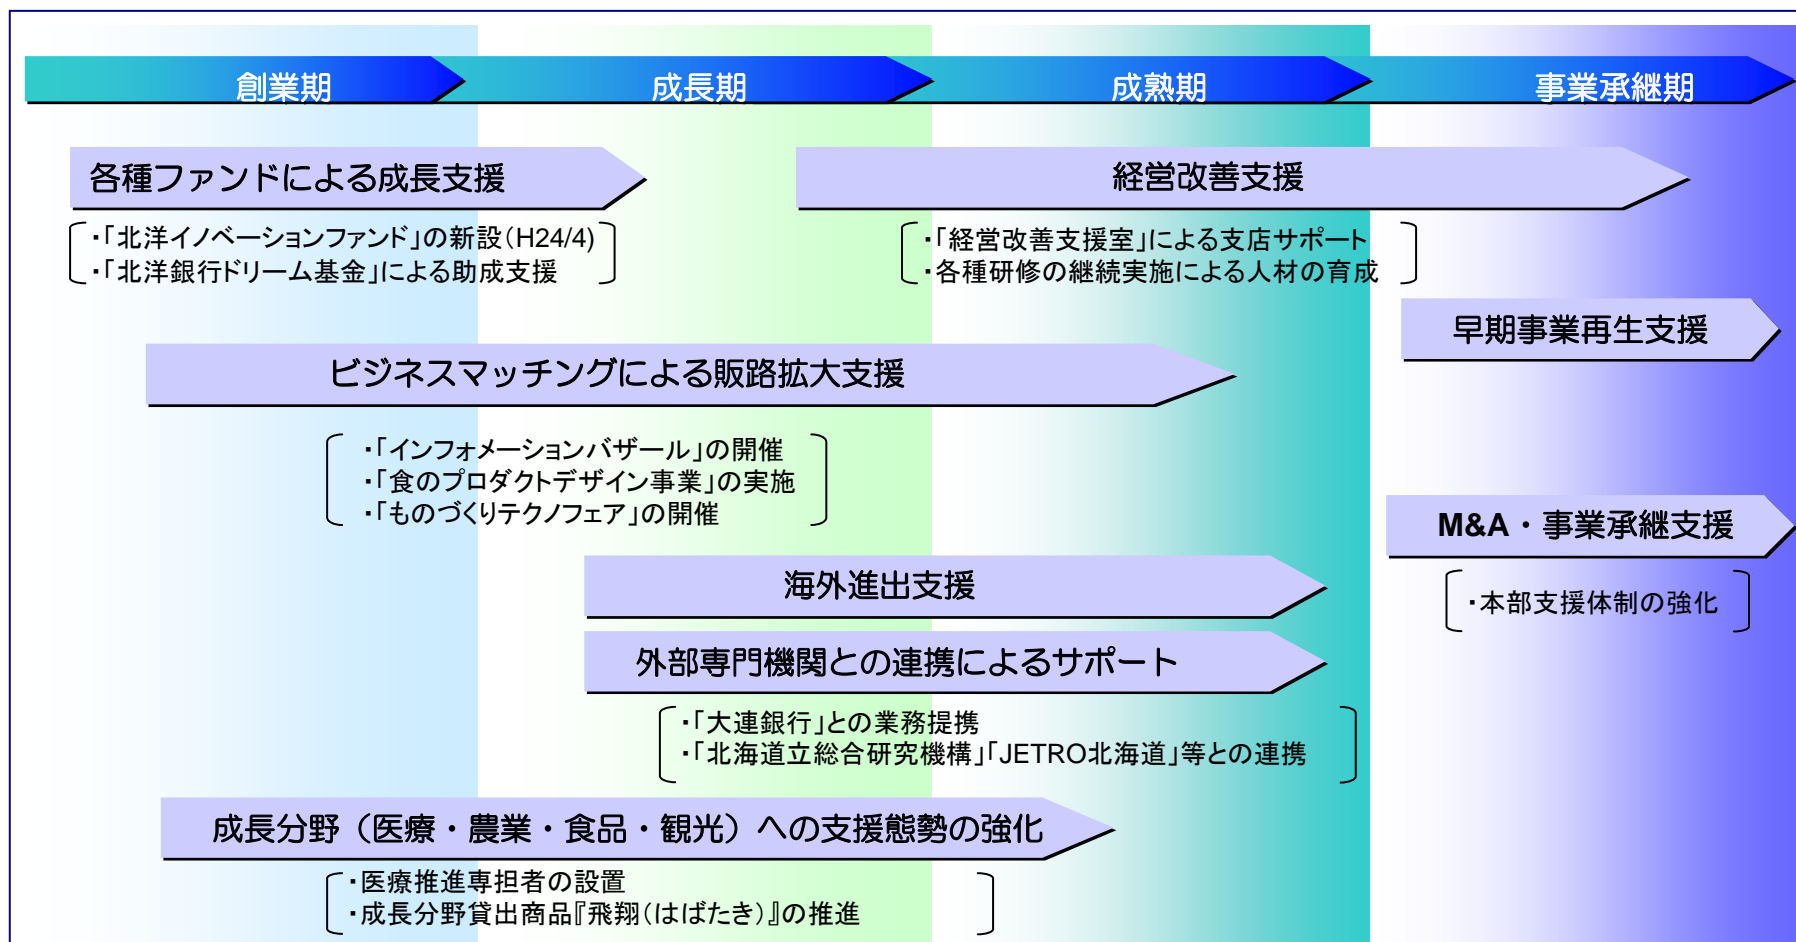 創業期
成長期
成熟期
事業承継期
各種ファンドによる成長支援
・「北洋イノベーションファンド」の新設(H24/4)
・「北洋銀行ドリーム基金」による助成支援
経営改善支援
・「経営改善支援室」による支店サポート
・各種研修の継続実施による人材の育成
早期事業再生支援
ビジネスマッチングによる販路拡大支援
・「インフォメーションバザール」の開催
・「食のプロダクトデザイン事業」の実施
・「ものづくりテクノフェア」の開催
M&A・事業承継支援
・本部支援体制の強化
海外進出支援
外部専門機関との連携によるサポート
・「大連銀行」との業務提携
・「北海道立総合研究機構」「JETRO北海道」等との連携
成長分野（医療・農業・食品・観光）への支援態勢の強化
・医療推進専担者の設置
・成長分野貸出商品『飛翔(はばたき)』の推進